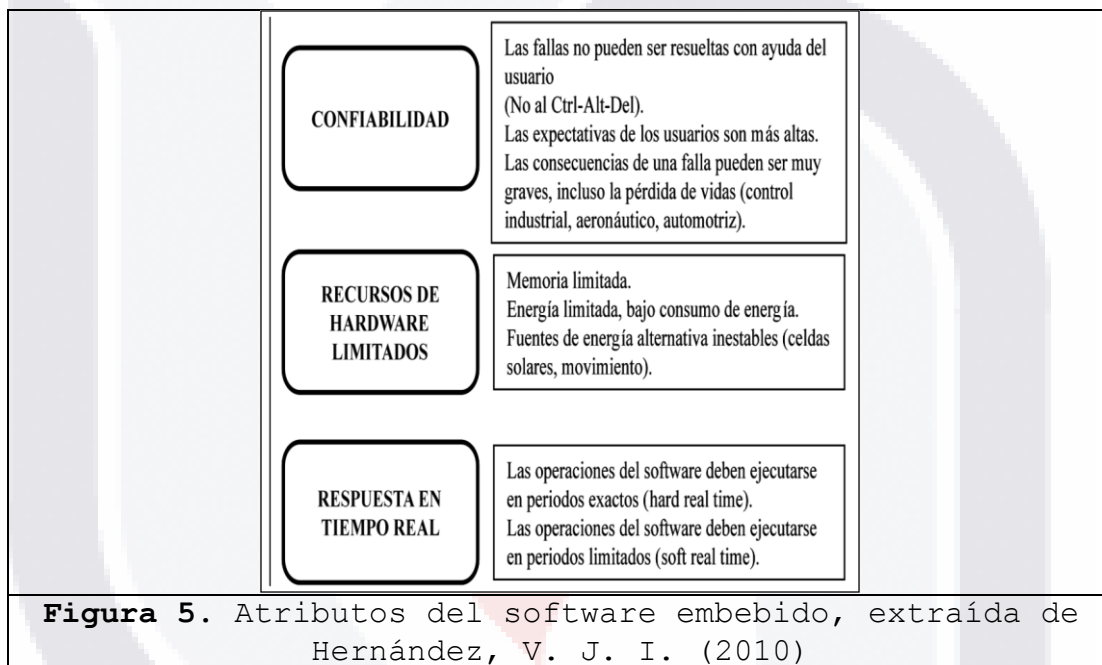 CONFIABILIDAD
Las fallas no pueden ser resueltas con ayuda del
usuario
(No al Ctrl-Alt-Del).
Las expectativas de los usuarios son más altas.
Las consecuencias de una falla pueden ser muy
graves, incluso la pérdida de vidas (control
industrial, aeronáutico, automotriz).
RECURSOS DE
HARDWARE
LIMITADOS
Memoria limitada.
Energía limitada, bajo consumo de energía.
Fuentes de energía alternativa inestables (celdas
solares, movimiento).
RESPUESTA EN
TIEMPO REAL
Las operaciones del software deben ejecutarse
en periodos exactos (hard real time).
Las operaciones del software deben ejecutarse
en periodos limitados (soft real time).
Figura 5. Atributos del software embebido, extraída de
Hernández, V. J. I. (2010)